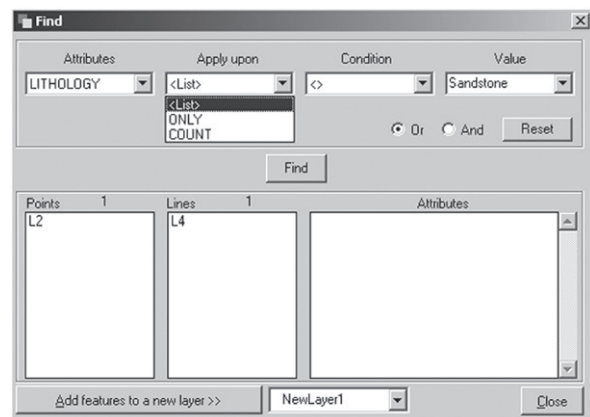 Find
Attributes Apply upon Condition Value
LITHOLOGY <List> <> Sandstone
<List>
ONLY
COUNT
Or And Reset
Find
Points 1 Lines 1 Attributes
L2 L4
Add features to a new layer >> NewLayer1 Close